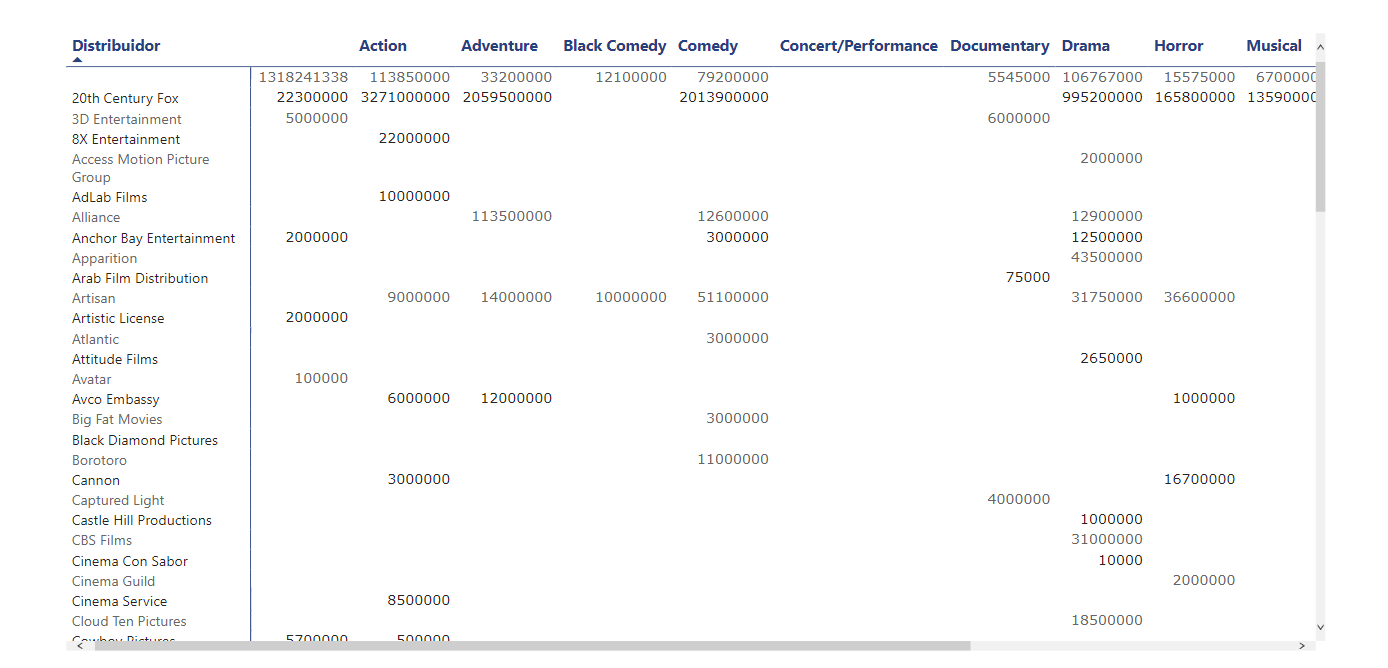 Distribuidor Action Adventure Black Comedy Comedy Concert/Performance Documentary Drama Horror Musical
1318241338 113850000 33200000 12100000 79200000 5545000 106767000 15575000 6700000
20th Century Fox 22300000 3271000000 2059500000 2013900000 995200000 165800000 13590000
3D Entertainment 5000000 6000000
8X Entertainment 22000000
Access Motion Picture
Group 2000000
AdLab Films 10000000
Alliance 113500000 12600000 12900000
Anchor Bay Entertainment 2000000 3000000 12500000
Apparition 43500000
Arab Film Distribution 75000
Artisan 9000000 14000000 10000000 51100000 31750000 36600000
Artistic License 2000000
Atlantic 3000000
Attitude Films 2650000
Avatar 100000
Avco Embassy 6000000 12000000 1000000
Big Fat Movies 3000000
Black Diamond Pictures
Borotoro 11000000
Cannon 3000000 16700000
Captured Light 4000000
Castle Hill Productions 1000000
CBS Films 31000000
Cinema Con Sabor 10000
Cinema Guild 2000000
Cinema Service 8500000
Cloud Ten Pictures 18500000
Cowboy Pictures 5700000 500000